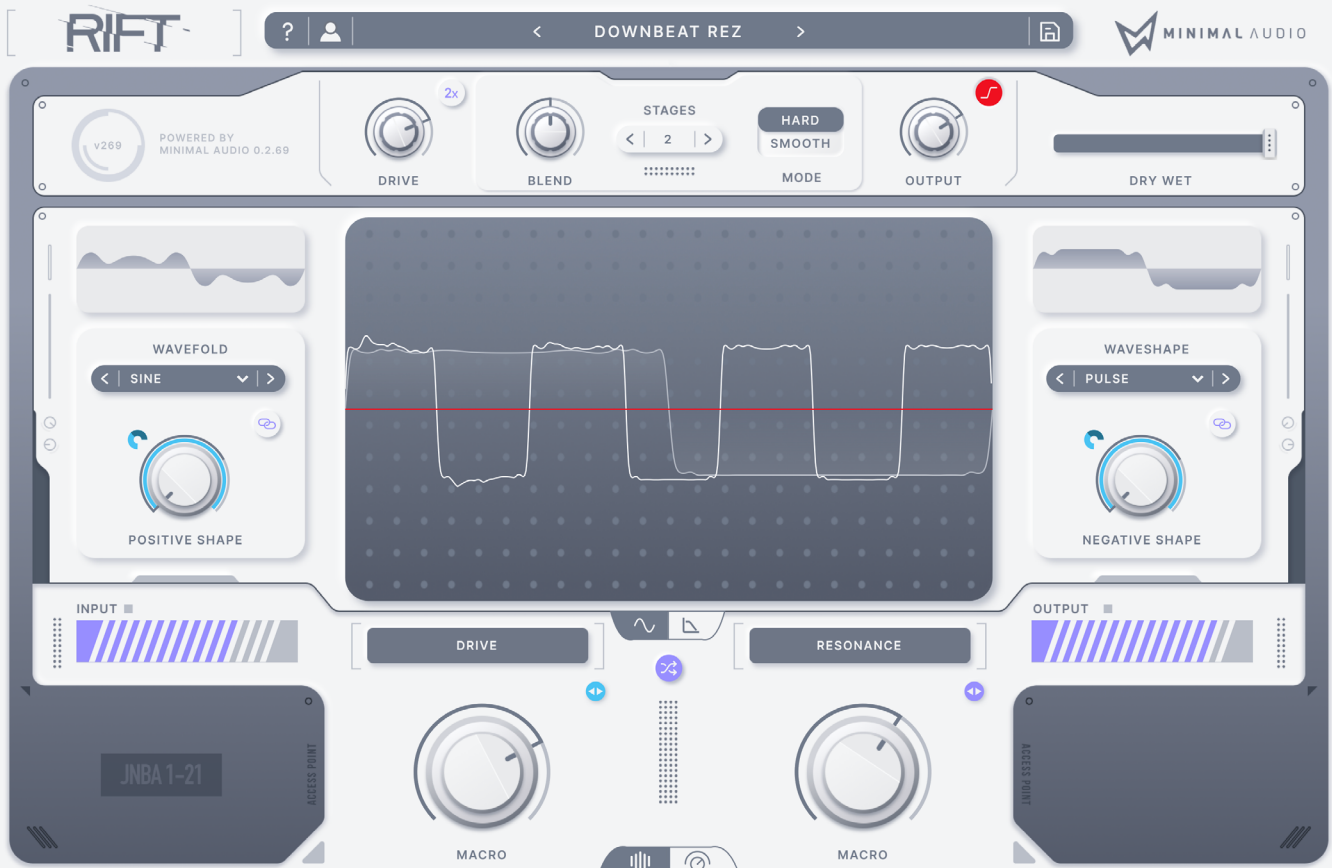 RIFT
?
DOWNBEAT REZ
MINIMAL AUDIO
v269
POWERED BY
MINIMAL AUDIO 0.2.69
2x
DRIVE
BLEND
STAGES
2
HARD
SMOOTH
MODE
OUTPUT
DRY WET
WAVEFOLD
SINE
POSITIVE SHAPE
WAVESHAPE
PULSE
NEGATIVE SHAPE
INPUT
OUTPUT
DRIVE
RESONANCE
JNBA 1-21
ACCESS POINT
ACCESS POINT
MACRO
MACRO